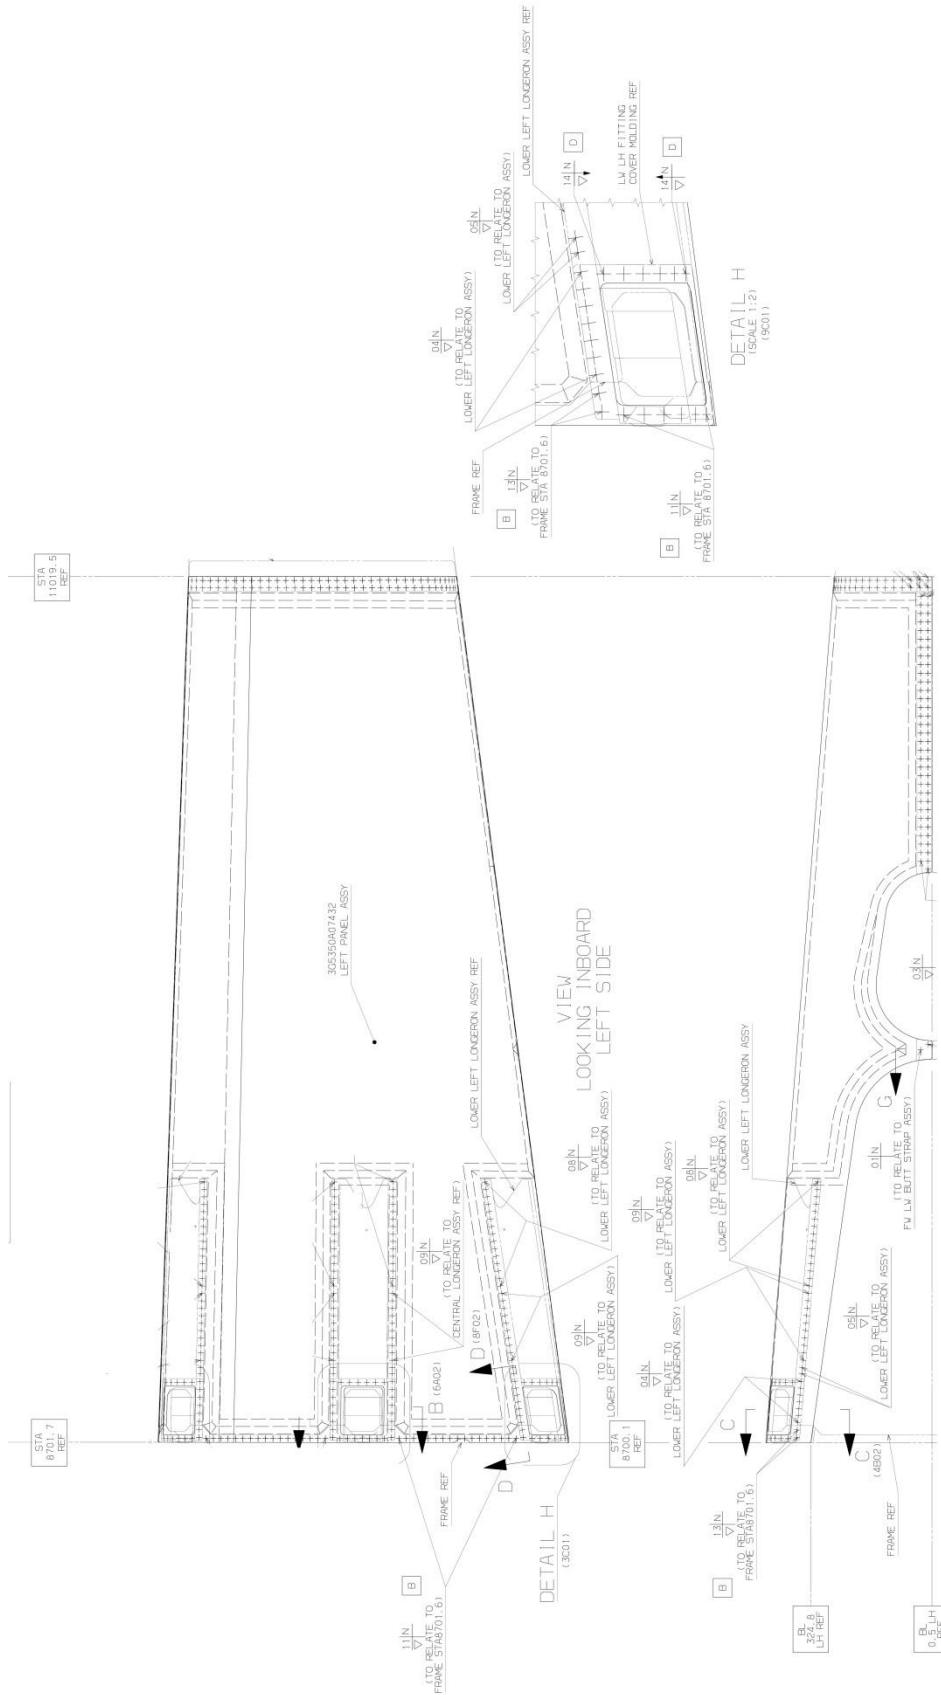 STA
11019.5
REF
STA
8701.7
REF
3G5350A07432
LEFT PANEL ASSY
LOWER LEFT LONGERON ASSY REF
VIEW
LOOKING INBOARD
LEFT SIDE
09 N
(TO RELATE TO
CENTRAL LONGERON ASSY REF)
B (6A02)
D (8F02)
D
FRAME REF
B
11 N
(TO RELATE TO
FRAME STA8701.6)
DETAIL H
(3C01)
08 N
(TO RELATE TO
LOWER LEFT LONGERON ASSY)
09 N
(TO RELATE TO
LOWER LEFT LONGERON ASSY)
STA
8700.1
REF
04 N
(TO RELATE TO
LOWER LEFT LONGERON ASSY)
09 N
(TO RELATE TO
LOWER LEFT LONGERON ASSY)
08 N
(TO RELATE TO
LOWER LEFT LONGERON ASSY)
LOWER LEFT LONGERON ASSY
C
C
(4B02)
B
13 N
(TO RELATE TO
FRAME STA8701.6)
FRAME REF
05 N
(TO RELATE TO
LOWER LEFT LONGERON ASSY)
01 N
(TO RELATE TO
FW LW BUTT STRAP ASSY)
G
03 N
BL
324.8
LH REF
BL
0.5 LH
REF
04 N
(TO RELATE TO
LOWER LEFT LONGERON ASSY)
05 N
(TO RELATE TO
LOWER LEFT LONGERON ASSY)
LOWER LEFT LONGERON ASSY REF
14 N
D
LW LH FITTING
COVER MOLDING REF
14 N
D
FRAME REF
B
13 N
(TO RELATE TO
FRAME STA 8701.6)
B
11 N
(TO RELATE TO
FRAME STA 8701.6)
DETAIL H
(SCALE 1:2)
(9C01)